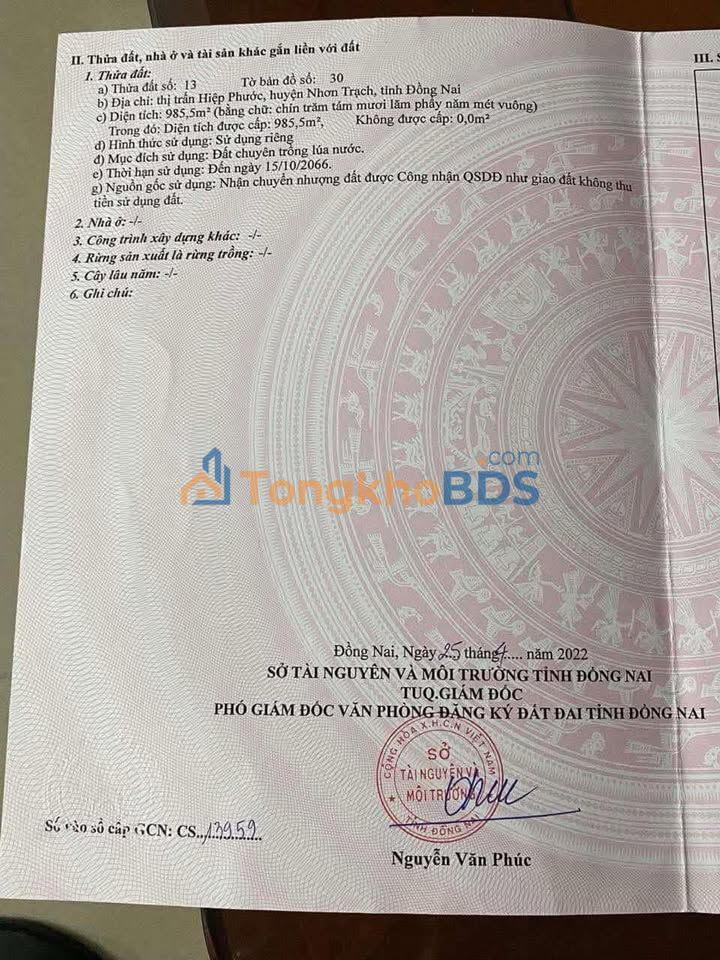 II. Thửa đất, nhà ở và tài sản khác gắn liền với đất
III. S
1. Thửa đất:
a) Thửa đất số: 13 Tờ bản đồ số: 30
b) Địa chỉ: thị trấn Hiệp Phước, huyện Nhơn Trạch, tỉnh Đồng Nai
c) Diện tích: 985,5m² (bằng chữ: chín trăm tám mươi lăm phẩy năm mét vuông)
Trong đó: Diện tích được cấp: 985,5m², Không được cấp: 0,0m²
d) Hình thức sử dụng: Sử dụng riêng
đ) Mục đích sử dụng: Đất chuyên trồng lúa nước.
e) Thời hạn sử dụng: Đến ngày 15/10/2066.
g) Nguồn gốc sử dụng: Nhận chuyển nhượng đất được Công nhận QSDĐ như giao đất không thu
tiền sử dụng đất.
2. Nhà ở: -/-
3. Công trình xây dựng khác: -/-
4. Rừng sản xuất là rừng trồng: -/-
5. Cây lâu năm: -/-
6. Ghi chú:
TongkhoBDS.com
Đồng Nai, Ngày 25 tháng 4.... năm 2022
SỞ TÀI NGUYÊN VÀ MÔI TRƯỜNG TỈNH ĐỒNG NAI
TUQ.GIÁM ĐỐC
PHÓ GIÁM ĐỐC VĂN PHÒNG ĐĂNG KÝ ĐẤT ĐAI TỈNH ĐỒNG NAI
CỘNG HÒA X.H.C.N VIỆT NAM
SỞ
TÀI NGUYÊN VÀ
MÔI TRƯỜNG
TỈNH ĐỒNG NAI
Số vào sổ cấp GCN: CS..13959..
Nguyễn Văn Phúc